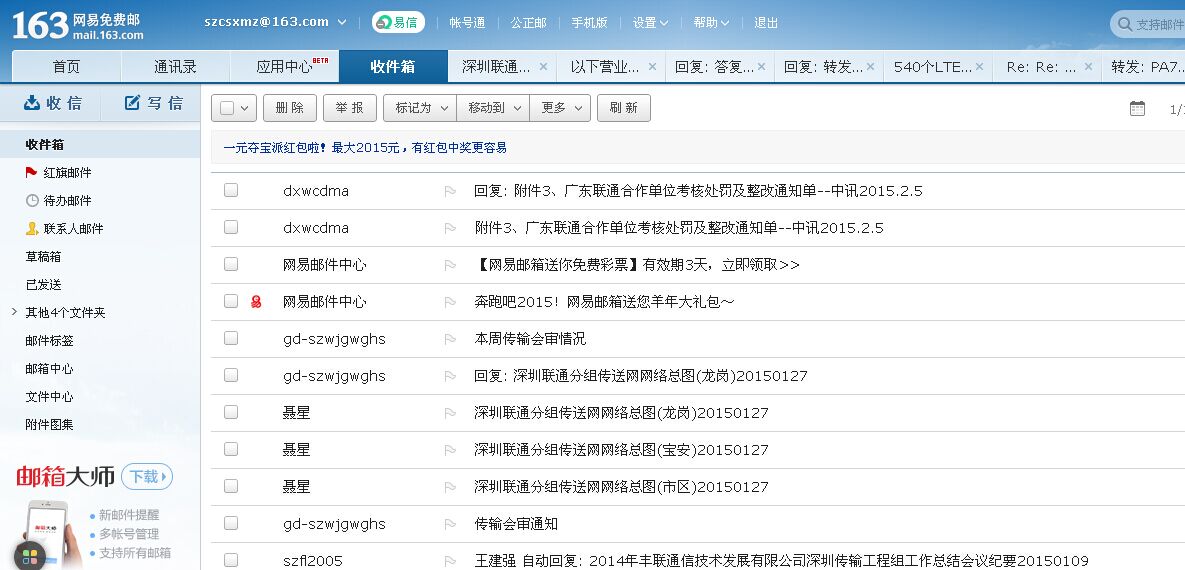 163 网易免费邮 mail.163.com
szcsxmz@163.com 易信 帐号通 公正邮 手机版 设置 帮助 退出 支持邮件
首页 通讯录 应用中心 BETA 收件箱 深圳联通... 以下营业... 回复: 答复... 回复: 转发... 540个LTE... Re: Re: ... 转发: PA7...
收信 写信 删除 举报 标记为 移动到 更多 刷新 1/
收件箱
一元夺宝派红包啦! 最大2015元,有红包中奖更容易
红旗邮件
待办邮件
联系人邮件
草稿箱
已发送
其他4个文件夹
邮件标签
邮箱中心
文件中心
附件图集
邮箱大师 下载
邮箱大师
新邮件提醒
多帐号管理
支持所有邮箱
dxwcdma 回复: 附件3、广东联通合作单位考核处罚及整改通知单--中讯2015.2.5
dxwcdma 附件3、广东联通合作单位考核处罚及整改通知单--中讯2015.2.5
网易邮件中心 【网易邮箱送你免费彩票】有效期3天，立即领取>>
网易邮件中心 奔跑吧2015！网易邮箱送您羊年大礼包～
gd-szwjgwghs 本周传输会审情况
gd-szwjgwghs 回复: 深圳联通分组传送网网络总图(龙岗)20150127
聂星 深圳联通分组传送网网络总图(龙岗)20150127
聂星 深圳联通分组传送网网络总图(宝安)20150127
聂星 深圳联通分组传送网网络总图(市区)20150127
gd-szwjgwghs 传输会审通知
szfl2005 王建强 自动回复: 2014年丰联通信技术发展有限公司深圳传输工程组工作总结会议纪要20150109